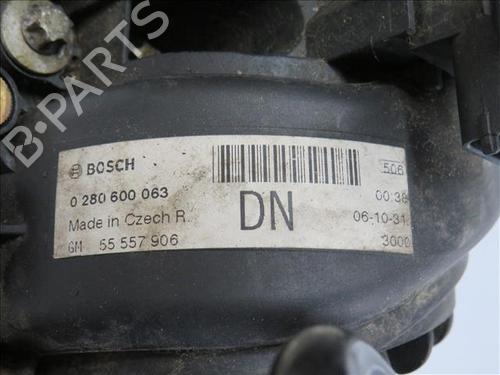 B-PARTS
BOSCH
0 280 600 063
Made in Czech R.
GM 55 557 906
DN
506
00:38
06-10-31
3000